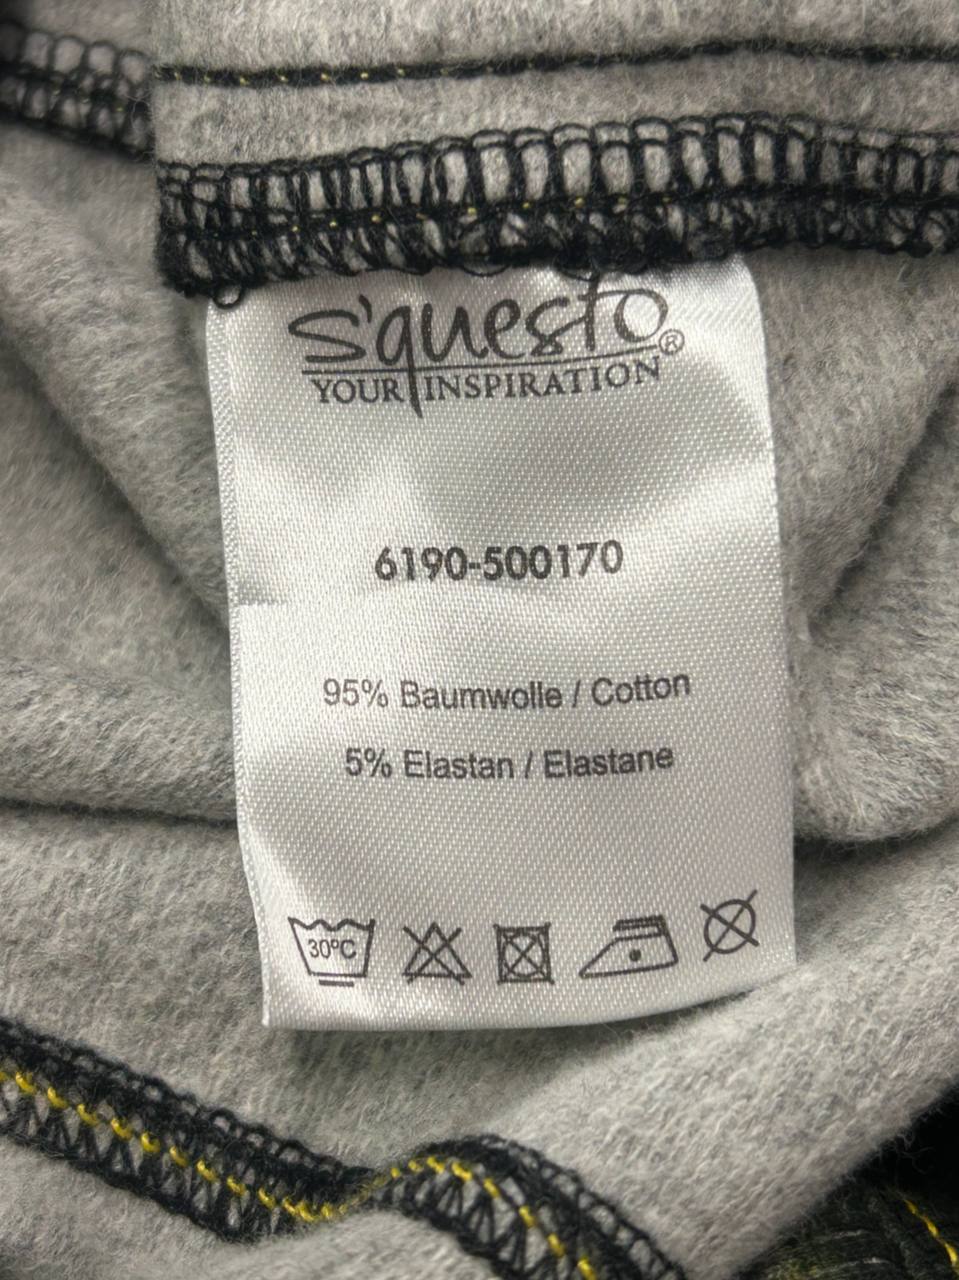 S'questo®
YOUR INSPIRATION
6190-500170
95% Baumwolle / Cotton
5% Elastan / Elastane
30°C